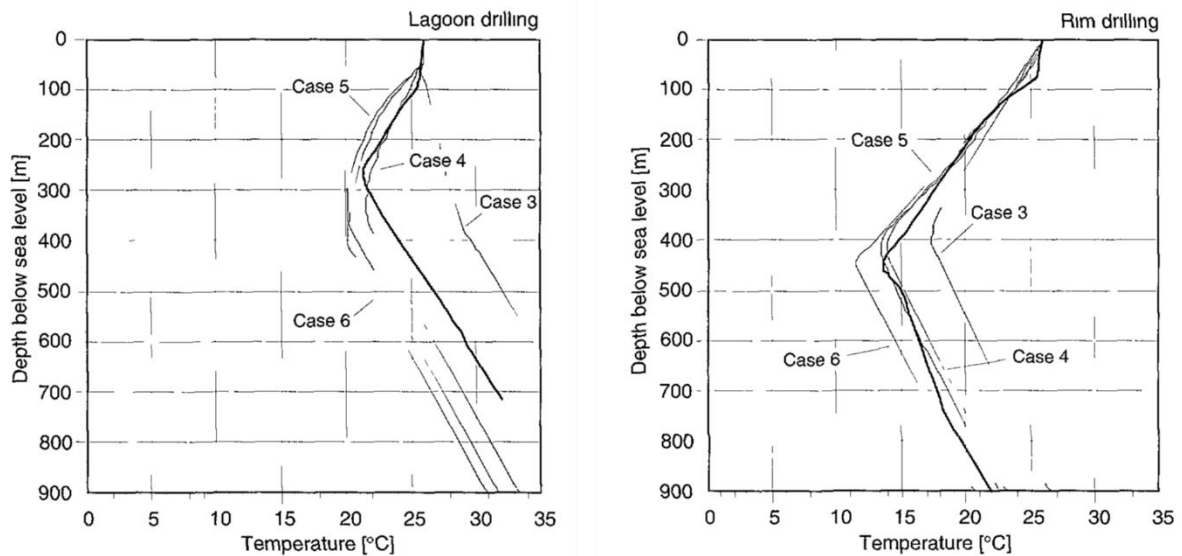 Lagoon drilling
0
100
200
300
400
500
600
700
800
900
Depth below sea level [m]
Case 5
Case 4
Case 3
Case 6
0 5 10 15 20 25 30 35
Temperature [°C]
Rim drilling
0
100
200
300
400
500
600
700
800
900
Depth below sea level [m]
Case 5
Case 3
Case 6
Case 4
0 5 10 15 20 25 30 35
Temperature [°C]